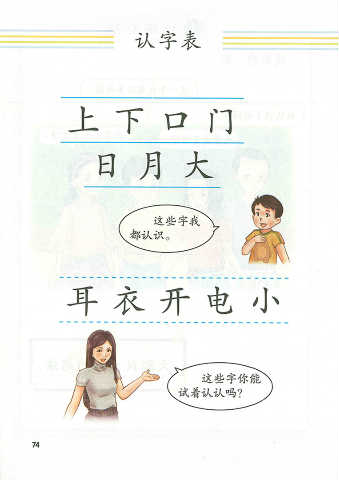 认字表
上下口门
日月大
这些字我
都认识。
耳衣开电小
这些字你能
试着认认吗？
74